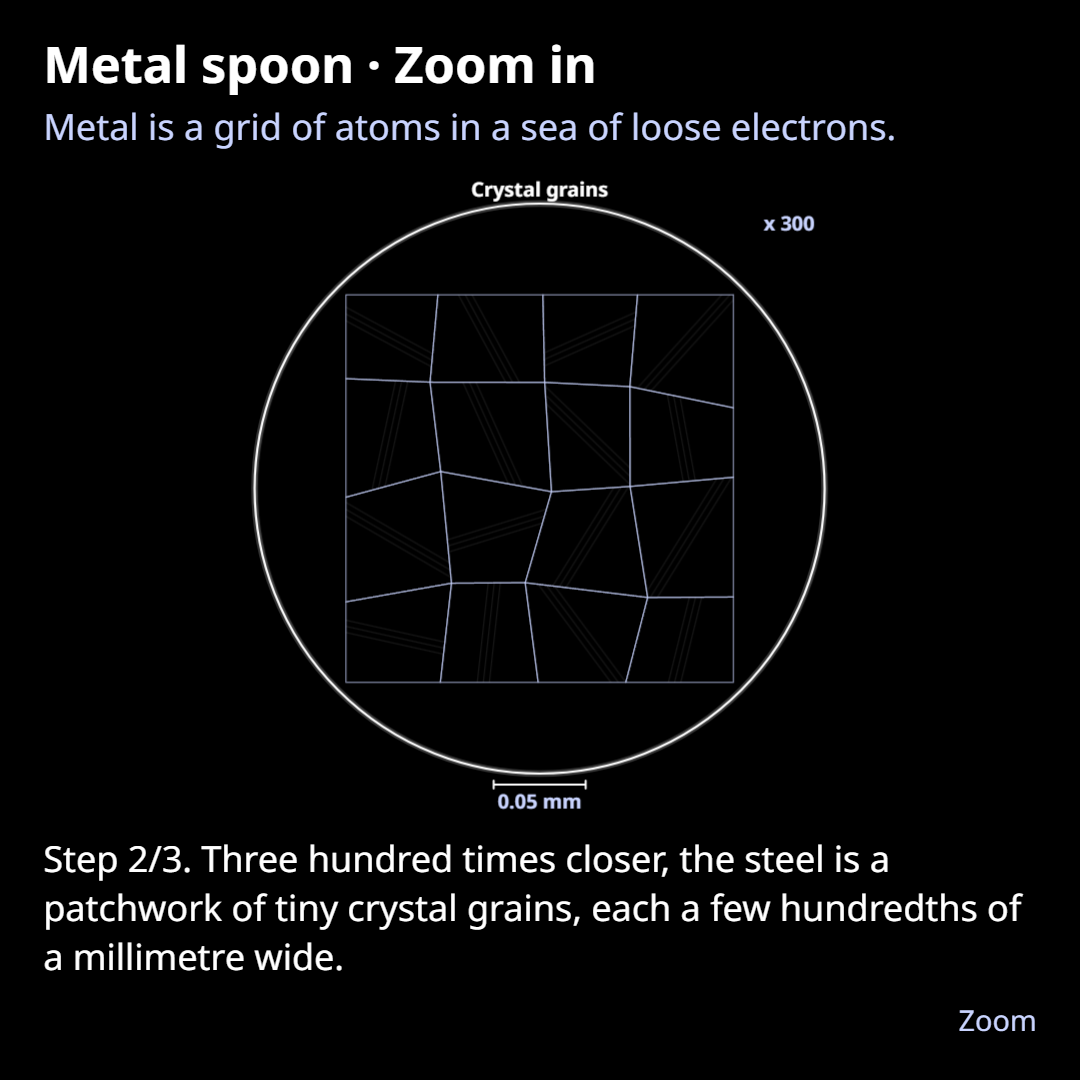 Metal spoon · Zoom in
Metal is a grid of atoms in a sea of loose electrons.
Crystal grains
x 300
0.05 mm
Step 2/3. Three hundred times closer, the steel is a
patchwork of tiny crystal grains, each a few hundredths of
a millimetre wide.
Zoom